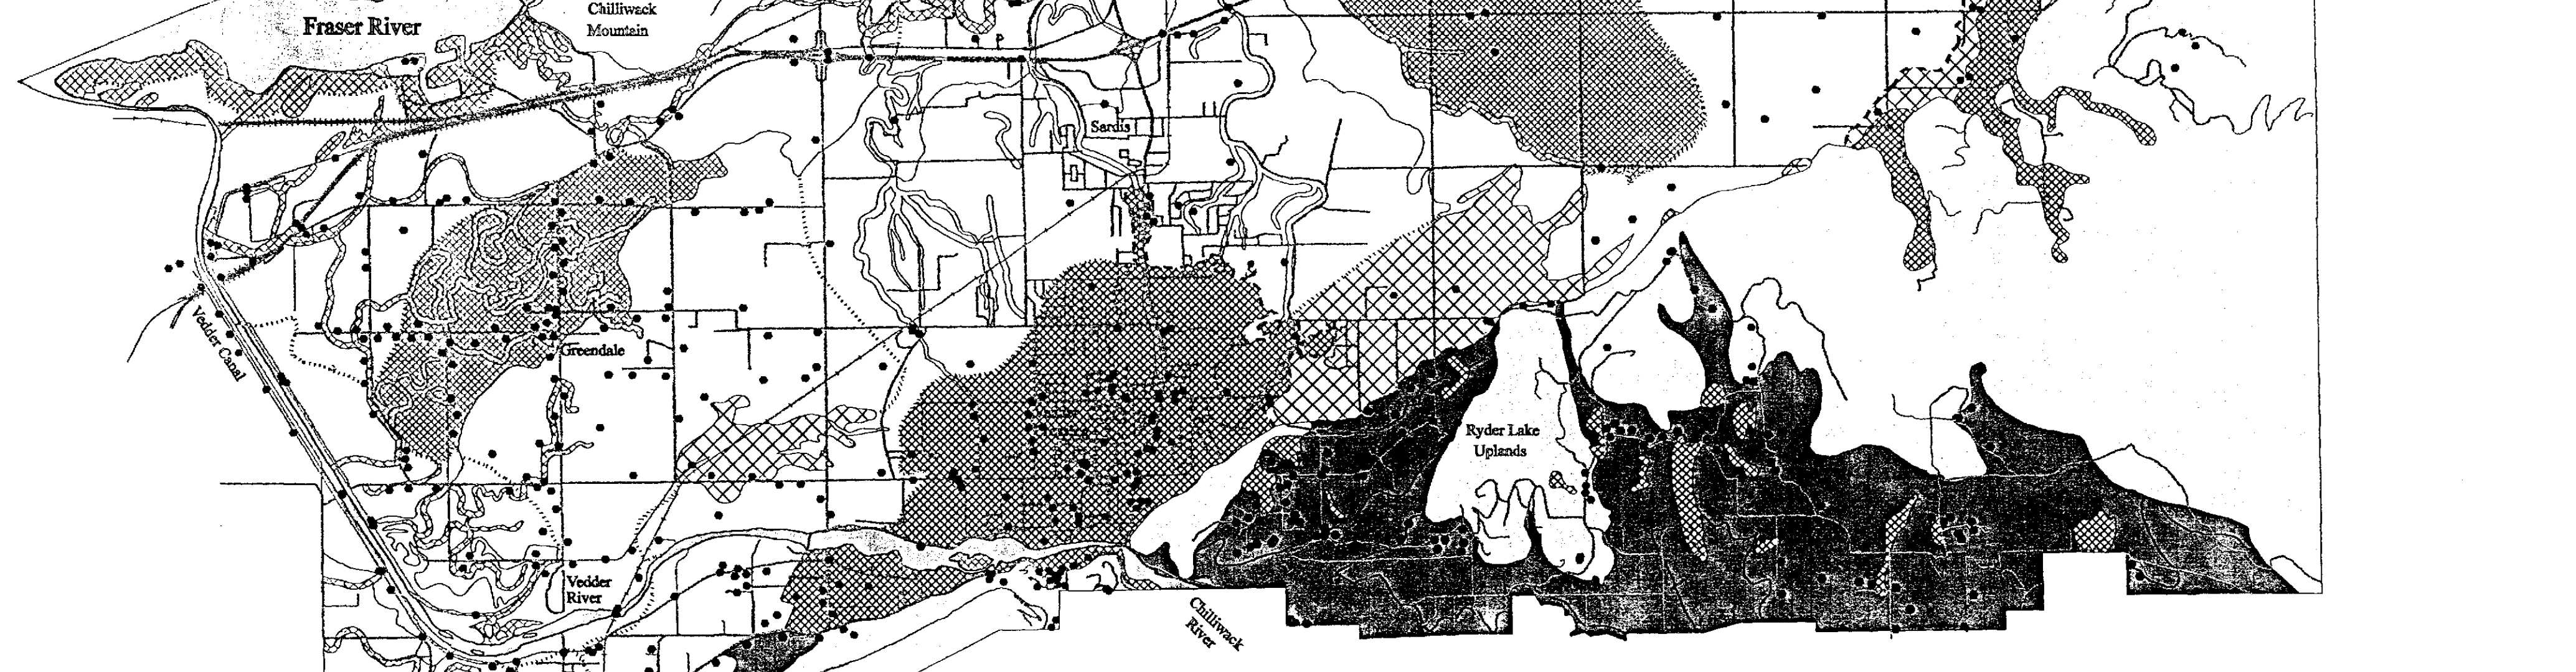 Chilliwack
Mountain
Fraser River
Sardis
Vedder Canal
Greendale
Ryder Lake
Uplands
Vedder
River
Chilliwack
River